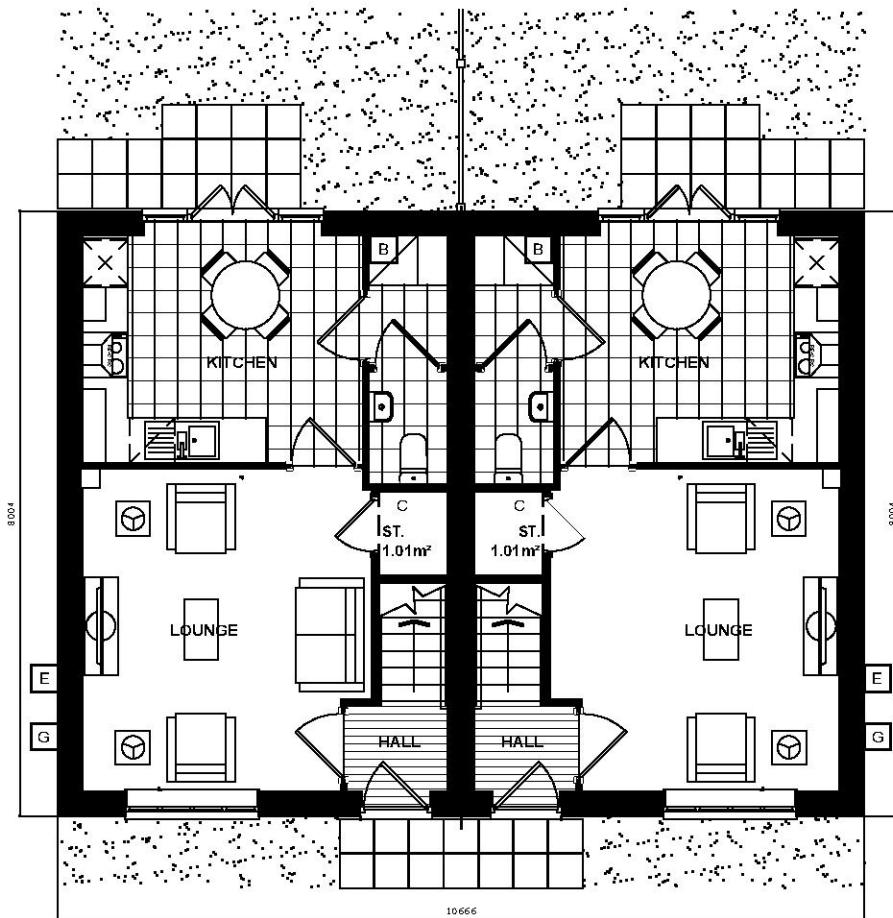 B
B
KITCHEN
KITCHEN
8004
8004
C
C
ST.
1.01m²
ST.
1.01m²
LOUNGE
LOUNGE
E
E
G
G
HALL
HALL
10666